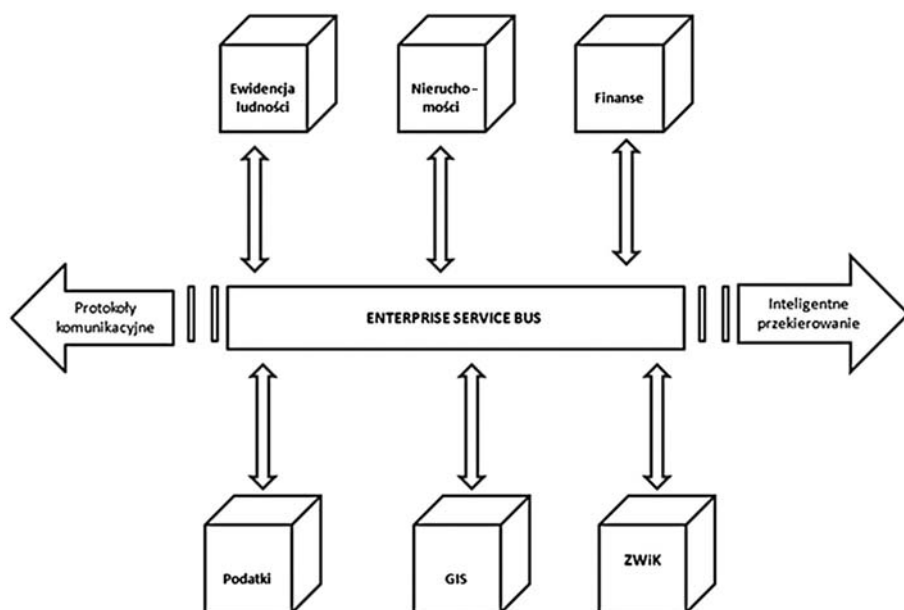 Ewidencja
ludności
Nierucho-
mości
Finanse
Protokoły
komunikacyjne
ENTERPRISE SERVICE BUS
Inteligentne
przekierowanie
Podatki
GIS
ZWiK